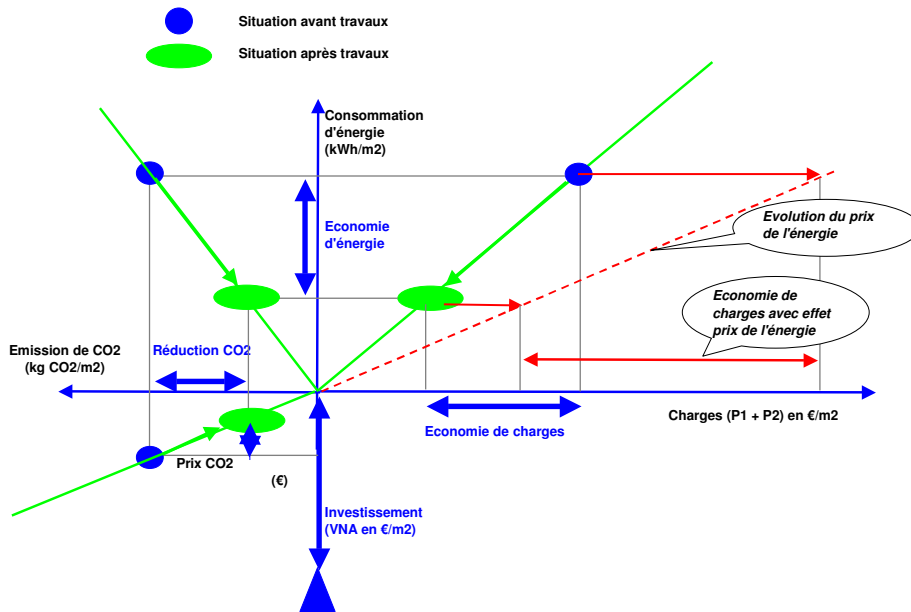 Situation avant travaux
Situation après travaux
Consommation
d'énergie
(kWh/m2)
Economie
d'énergie
Evolution du prix
de l'énergie
Economie de
charges avec effet
prix de l'énergie
Emission de CO2
(kg CO2/m2)
Réduction CO2
Charges (P1 + P2) en €/m2
Economie de charges
Prix CO2
(€)
Investissement
(VNA en €/m2)